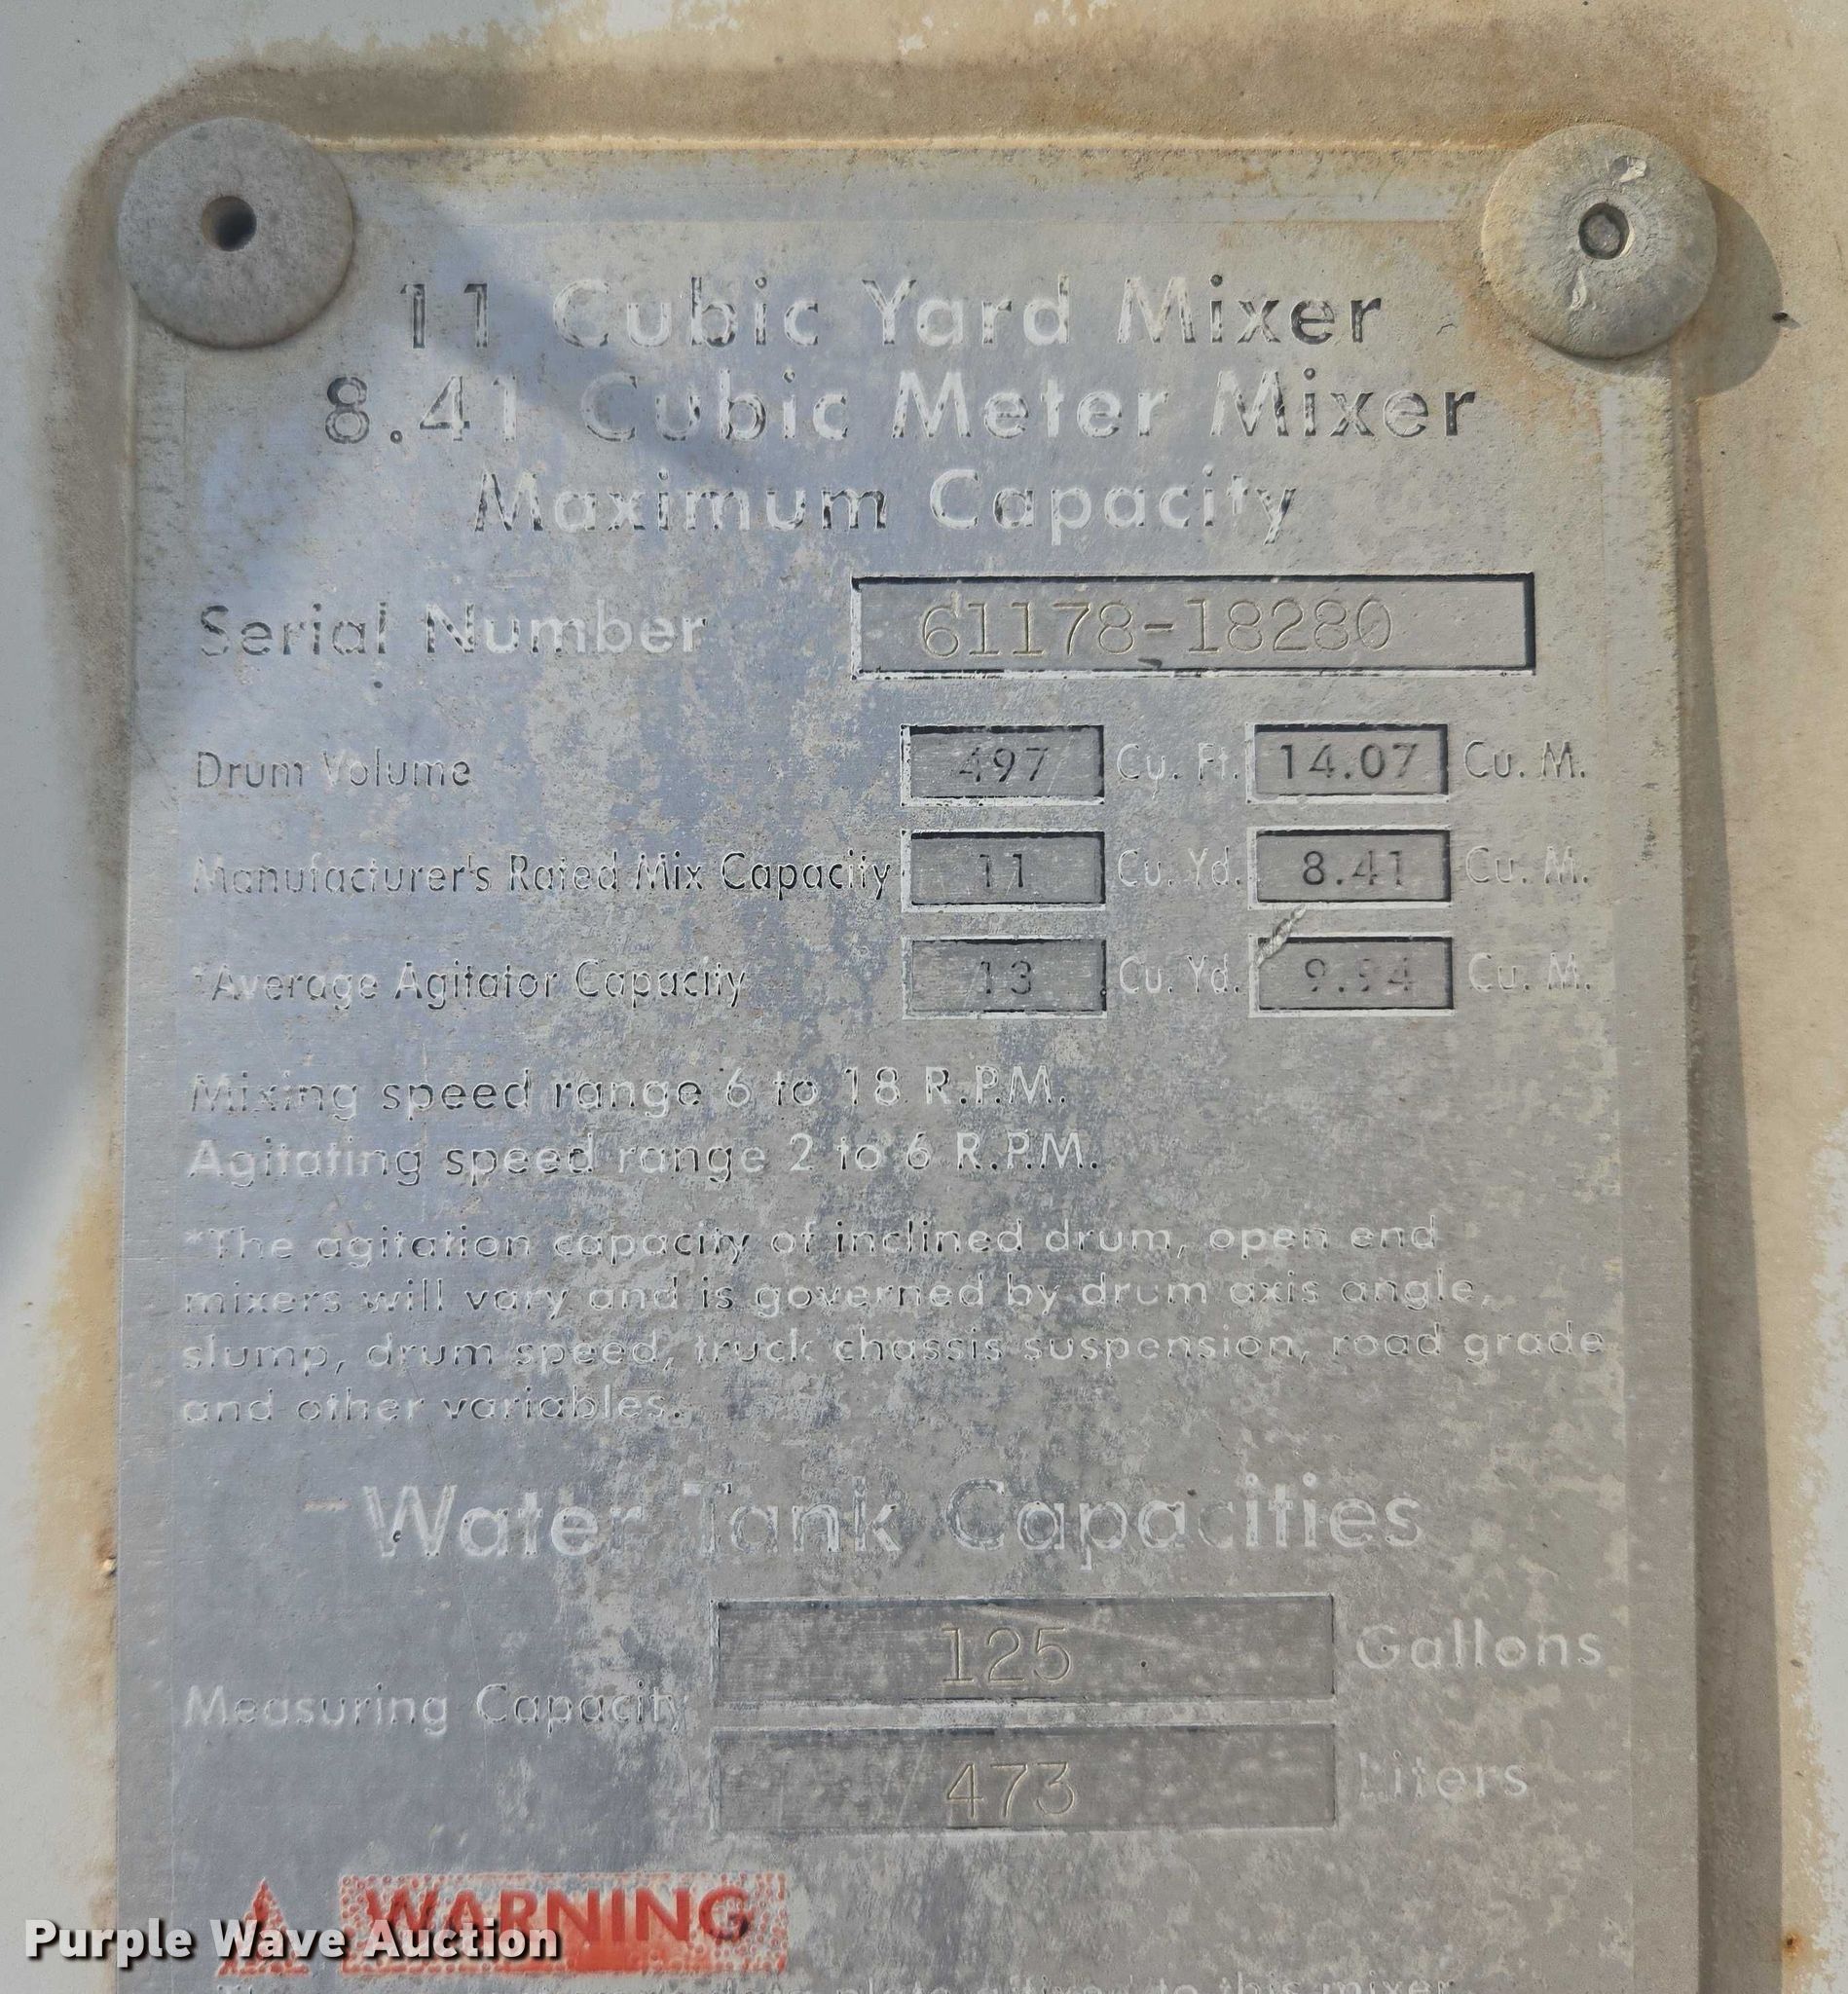 11 Cubic Yard Mixer
8.41 Cubic Meter Mixer
Maximum Capacity
Serial Number 61178-18280
Drum Volume 497 Cu. Ft. 14.07 Cu. M.
Manufacturer's Rated Mix Capacity 11 Cu. Yd. 8.41 Cu. M.
*Average Agitator Capacity 13 Cu. Yd. 9.94 Cu. M.
Mixing speed range 6 to 18 R.P.M.
Agitating speed range 2 to 6 R.P.M.
*The agitation capacity of inclined drum, open end
mixers will vary and is governed by drum axis angle,
slump, drum speed, truck chassis suspension, road grade
and other variables.
Water Tank Capacities
125 Gallons
Measuring Capacity
473 Liters
WARNING
Purple Wave Auction
to this mixer